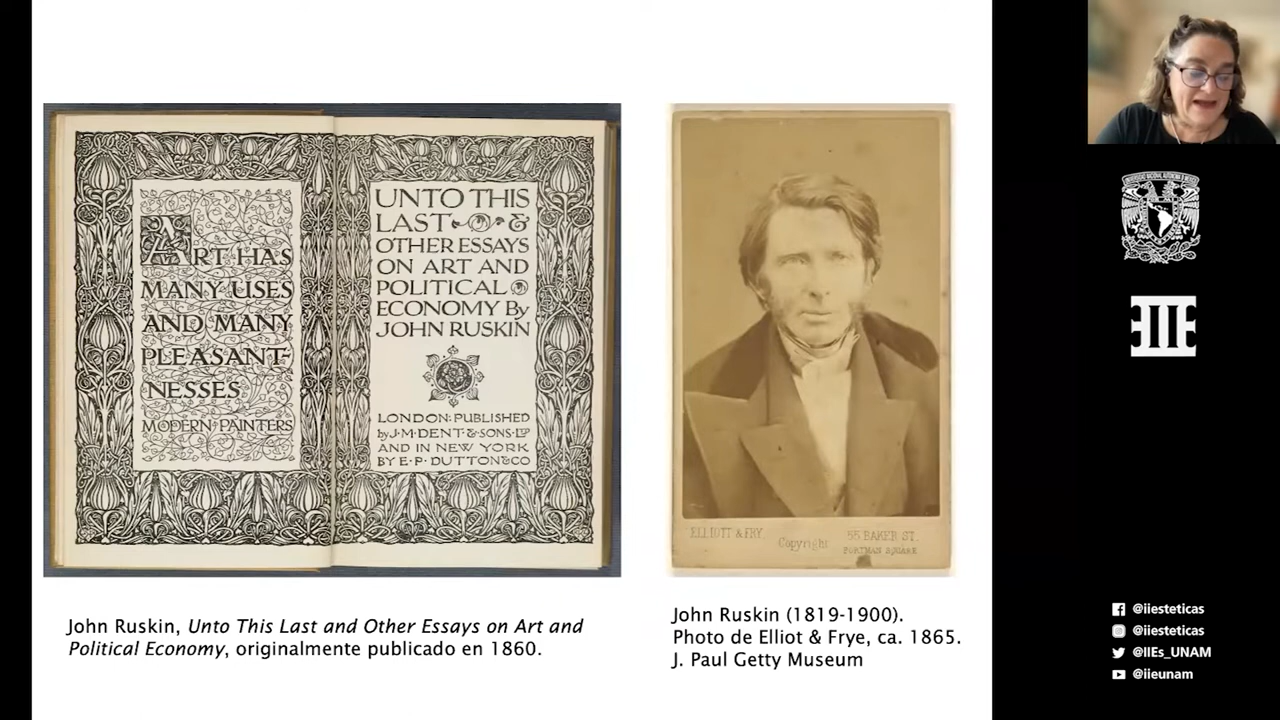 ART HAS
MANY USES
AND MANY
PLEASANT-
NESSES
MODERN PAINTERS
UNTO THIS
LAST &
OTHER ESSAYS
ON ART AND
POLITICAL
ECONOMY By
JOHN RUSKIN
LONDON: PUBLISHED
by J. M. DENT & SONS LTD
AND IN NEW YORK
BY E. P. DUTTON & CO
ELLIOTT & FRY.
Copyright
55 BAKER ST.
PORTMAN SQUARE
John Ruskin, Unto This Last and Other Essays on Art and
Political Economy, originalmente publicado en 1860.
John Ruskin (1819-1900).
Photo de Elliot & Frye, ca. 1865.
J. Paul Getty Museum
@iiesteticas
@iiesteticas
@IIEs_UNAM
@iieunam